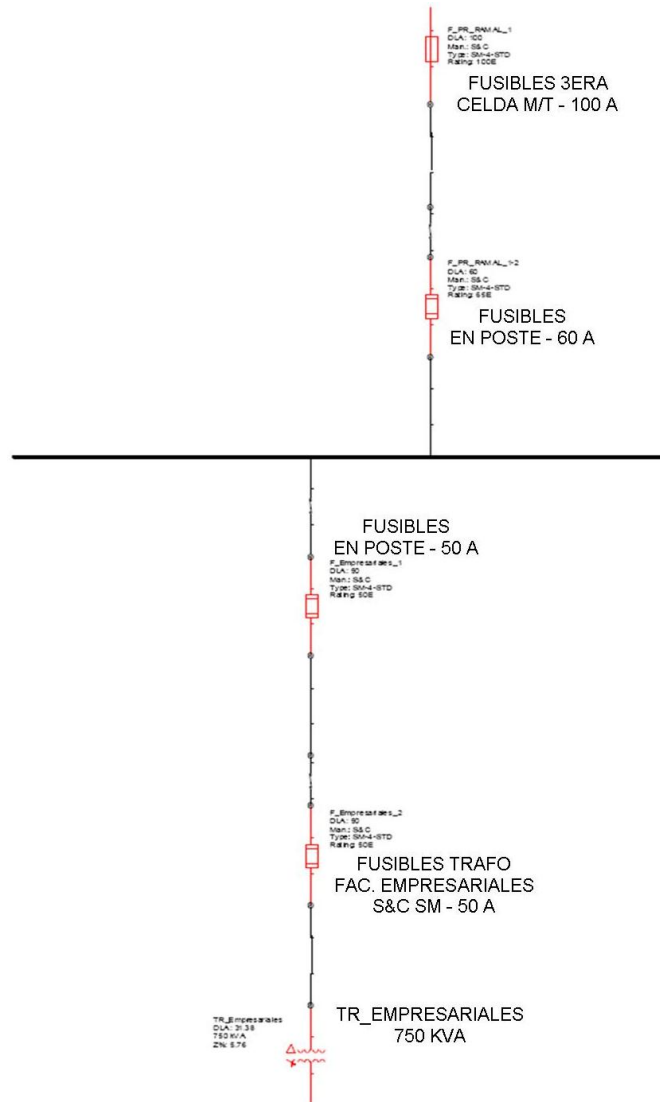 F_PR_RAMAL_1
DLA: 100
Man.: S&C
Type: SM-4-STD
Rating: 100E
FUSIBLES 3ERA
CELDA M/T - 100 A
F_PR_RAMAL_1-2
DLA: 60
Man.: S&C
Type: SM-4-STD
Rating: 65E
FUSIBLES
EN POSTE - 60 A
FUSIBLES
EN POSTE - 50 A
F_Empresariales_1
DLA: 50
Man.: S&C
Type: SM-4-STD
Rating: 50E
F_Empresariales_2
DLA: 50
Man.: S&C
Type: SM-4-STD
Rating: 50E
FUSIBLES TRAFO
FAC. EMPRESARIALES
S&C SM - 50 A
TR_Empresariales
DLA: 31.38
750 kVA
Z%: 5.76
TR_EMPRESARIALES
750 KVA